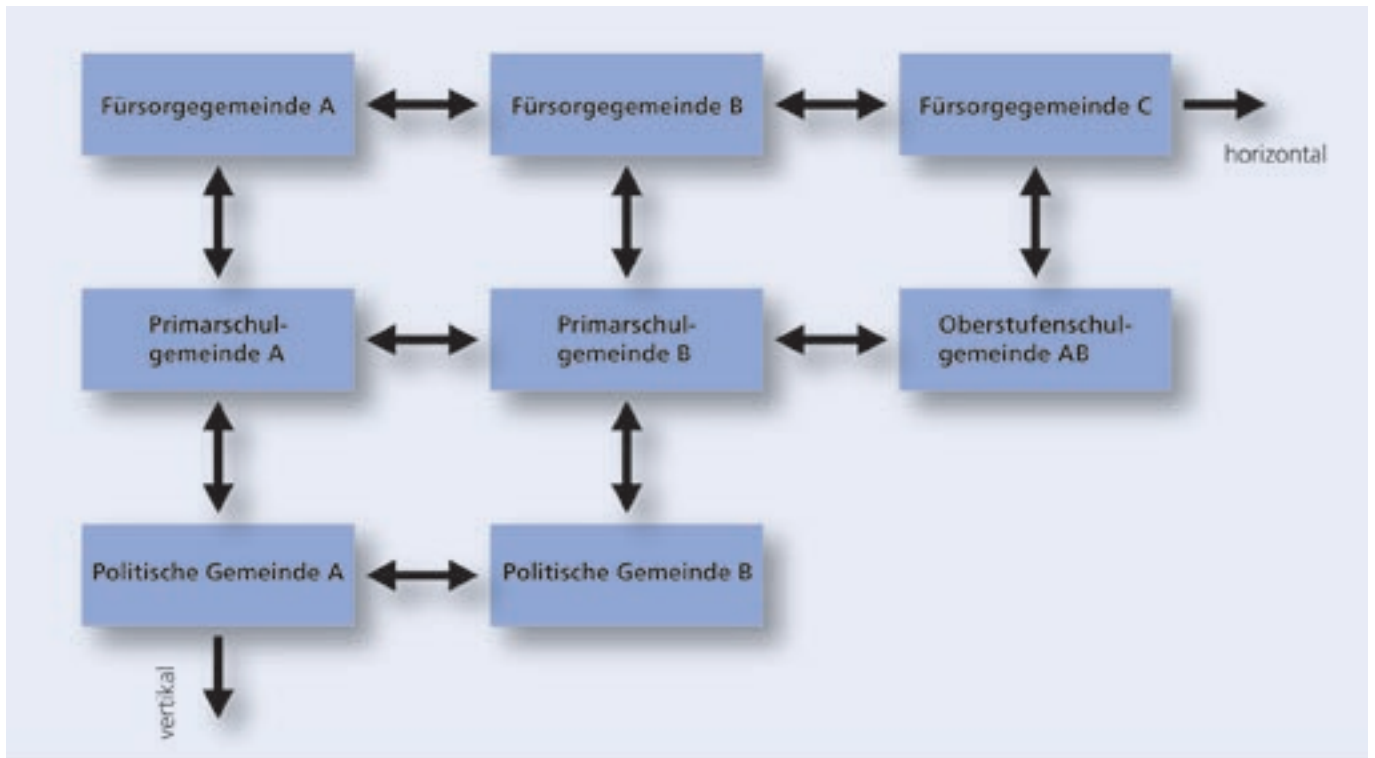 Fürsorgegemeinde A
Fürsorgegemeinde B
Fürsorgegemeinde C
horizontal
Primarschul-
gemeinde A
Primarschul-
gemeinde B
Oberstufenschul-
gemeinde AB
Politische Gemeinde A
Politische Gemeinde B
vertikal